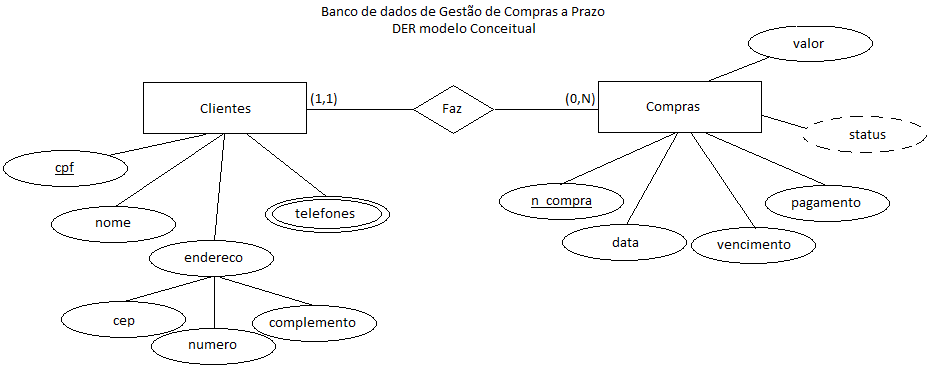 Banco de dados de Gestão de Compras a Prazo
DER modelo Conceitual
valor
Clientes
(1,1)
Faz
(0,N)
Compras
status
cpf
nome
telefones
n_compra
pagamento
data
vencimento
endereco
cep
numero
complemento